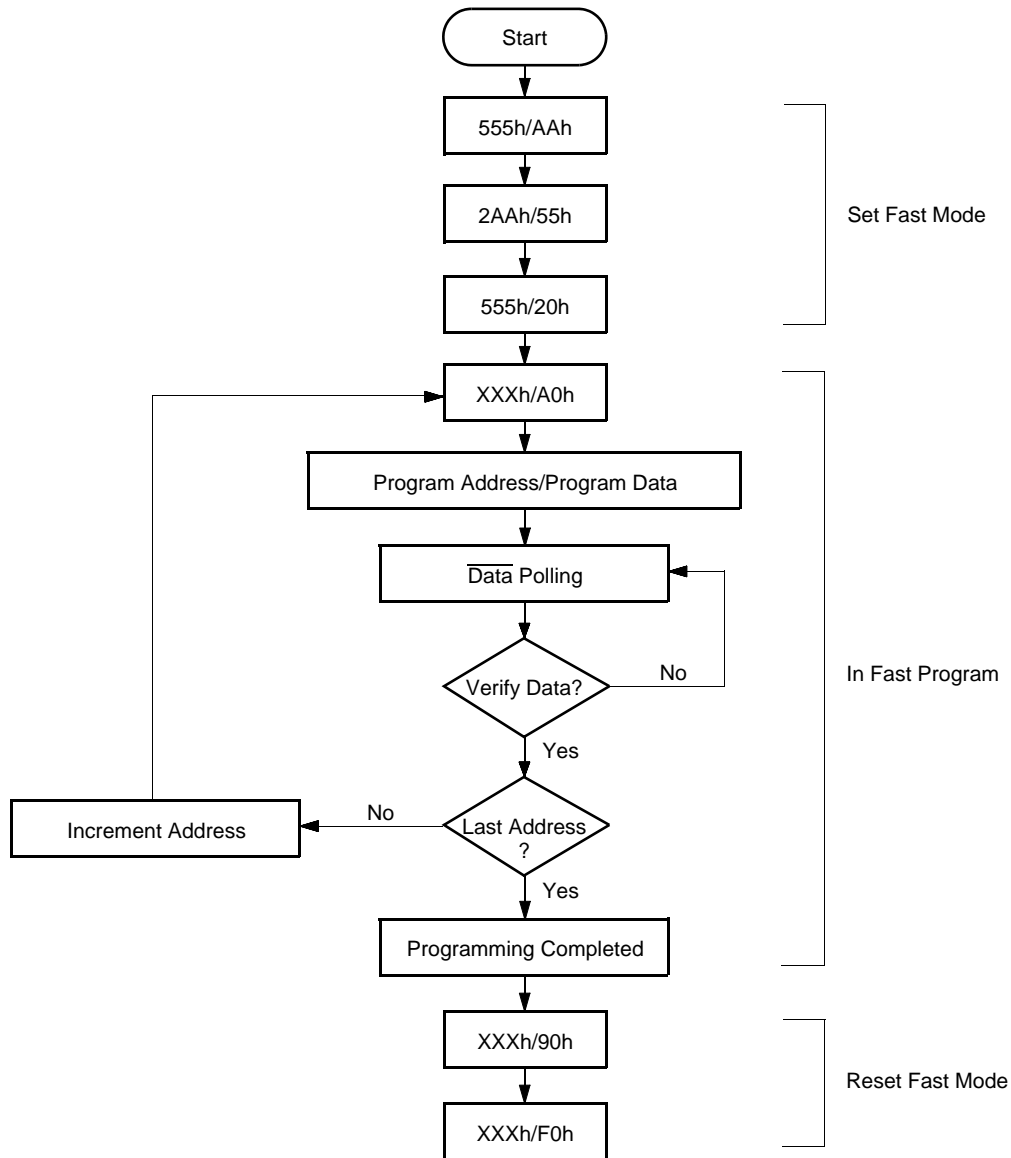 Start
555h/AAh
2AAh/55h
Set Fast Mode
555h/20h
XXXh/A0h
Program Address/Program Data
Data Polling
Verify Data?
No
In Fast Program
Yes
Increment Address
No
Last Address
?
Yes
Programming Completed
XXXh/90h
Reset Fast Mode
XXXh/F0h